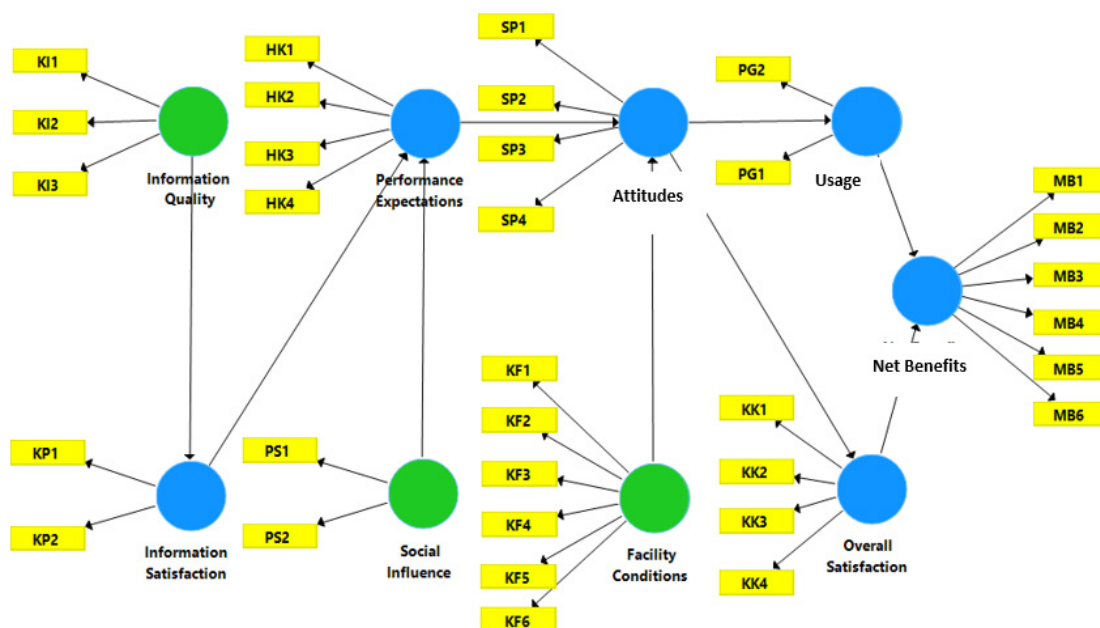 SP1
HK1
KI1
PG2
HK2
SP2
KI2
HK3
SP3
PG1
KI3
Information
Quality
HK4
Performance
Expectations
SP4
Attitudes
Usage
MB1
MB2
MB3
MB4
MB5
MB6
Net Benefits
KF1
KF2
KF3
KF4
KF5
KF6
KK1
KK2
KK3
KK4
KP1
KP2
PS1
PS2
Information
Satisfaction
Social
Influence
Facility
Conditions
Overall
Satisfaction